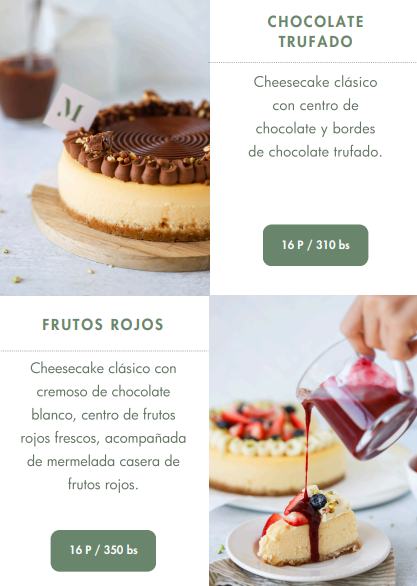 CHOCOLATE
TRUFADO
Cheesecake clásico
con centro de
chocolate y bordes
de chocolate trufado.
M
16 P / 310 bs
FRUTOS ROJOS
Cheesecake clásico con
cremoso de chocolate
blanco, centro de frutos
rojos frescos, acompañada
de mermelada casera de
frutos rojos.
16 P / 350 bs